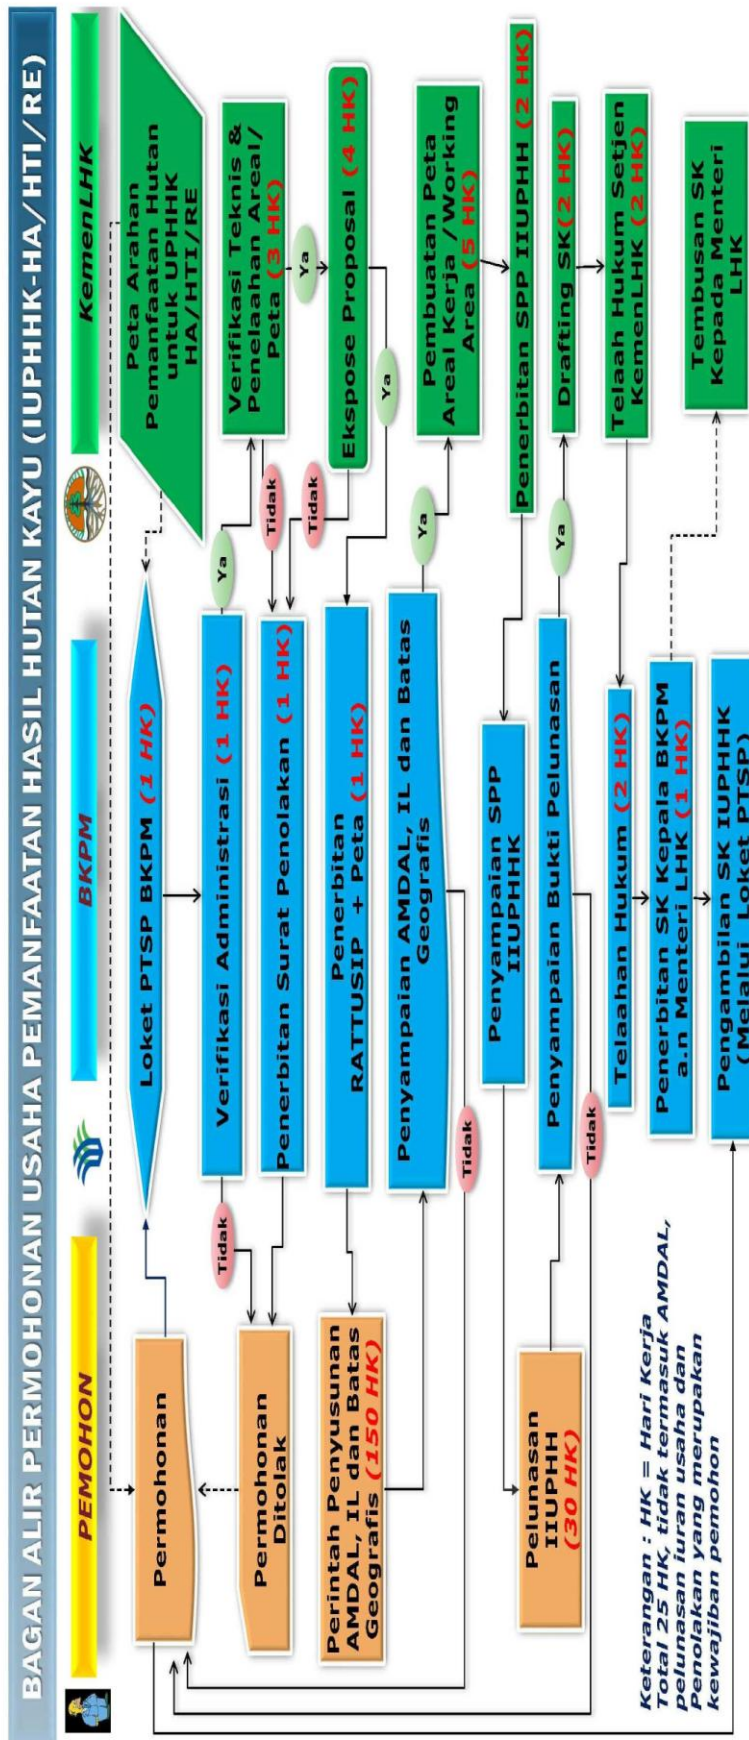 BAGAN ALIR PERMOHONAN USAHA PEMANFAATAN HASIL HUTAN KAYU (IUPHHK-HA/HTI/RE)
PEMOHON
BKPM
KemenLHK
Permohonan
Loket PTSP BKPM (1 HK)
Peta Arahan
Pemafaatan Hutan
untuk UPHHK
HA/HTI/RE
Permohonan
Ditolak
Tidak
Verifikasi Administrasi (1 HK)
Ya
Verifikasi Teknis &
Penelaahan Areal/
Peta (3 HK)
Ya
Tidak
Penerbitan Surat Penolakan (1 HK)
Tidak
Ekspose Proposal (4 HK)
Ya
Perintah Penyusunan
AMDAL, IL dan Batas
Geografis (150 HK)
Penerbitan
RATTUSIP + Peta (1 HK)
Penyampaian AMDAL, IL dan Batas
Geografis
Tidak
Ya
Pembuatan Peta
Areal Kerja /Working
Area (5 HK)
Penyampaian SPP
IIUPHHK
Penerbitan SPP IIUPHH (2 HK)
Pelunasan
IIUPHH
(30 HK)
Penyampaian Bukti Pelunasan
Tidak
Ya
Drafting SK(2 HK)
Telaahan Hukum (2 HK)
Telaah Hukum Setjen
KemenLHK (2 HK)
Penerbitan SK Kepala BKPM
a.n Menteri LHK (1 HK)
Tembusan SK
Kepada Menteri
LHK
Pengambilan SK IUPHHK
(Melalui Loket PTSP)
Keterangan : HK = Hari Kerja
Total 25 HK, tidak termasuk AMDAL,
pelunasan iuran usaha dan
Penolakan yang merupakan
kewajiban pemohon